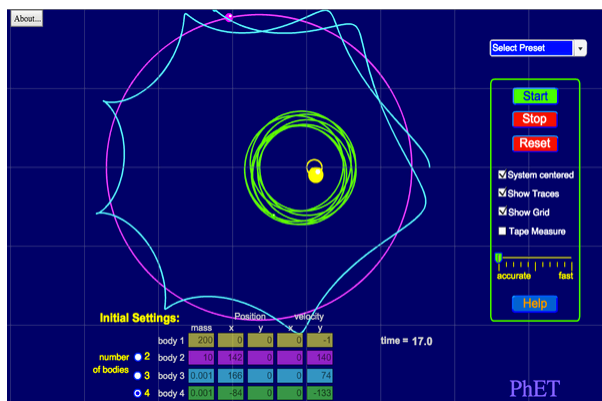 About...
Select Preset
Start
Stop
Reset
System centered
Show Traces
Show Grid
Tape Measure
accurate fast
Help
Initial Settings:
Position velocity
mass x y x y
number of bodies
2
3
4
body 1 200 0 0 0 -1
body 2 10 142 0 0 140
body 3 0.001 166 0 0 74
body 4 0.001 -84 0 0 -133
time = 17.0
PhET